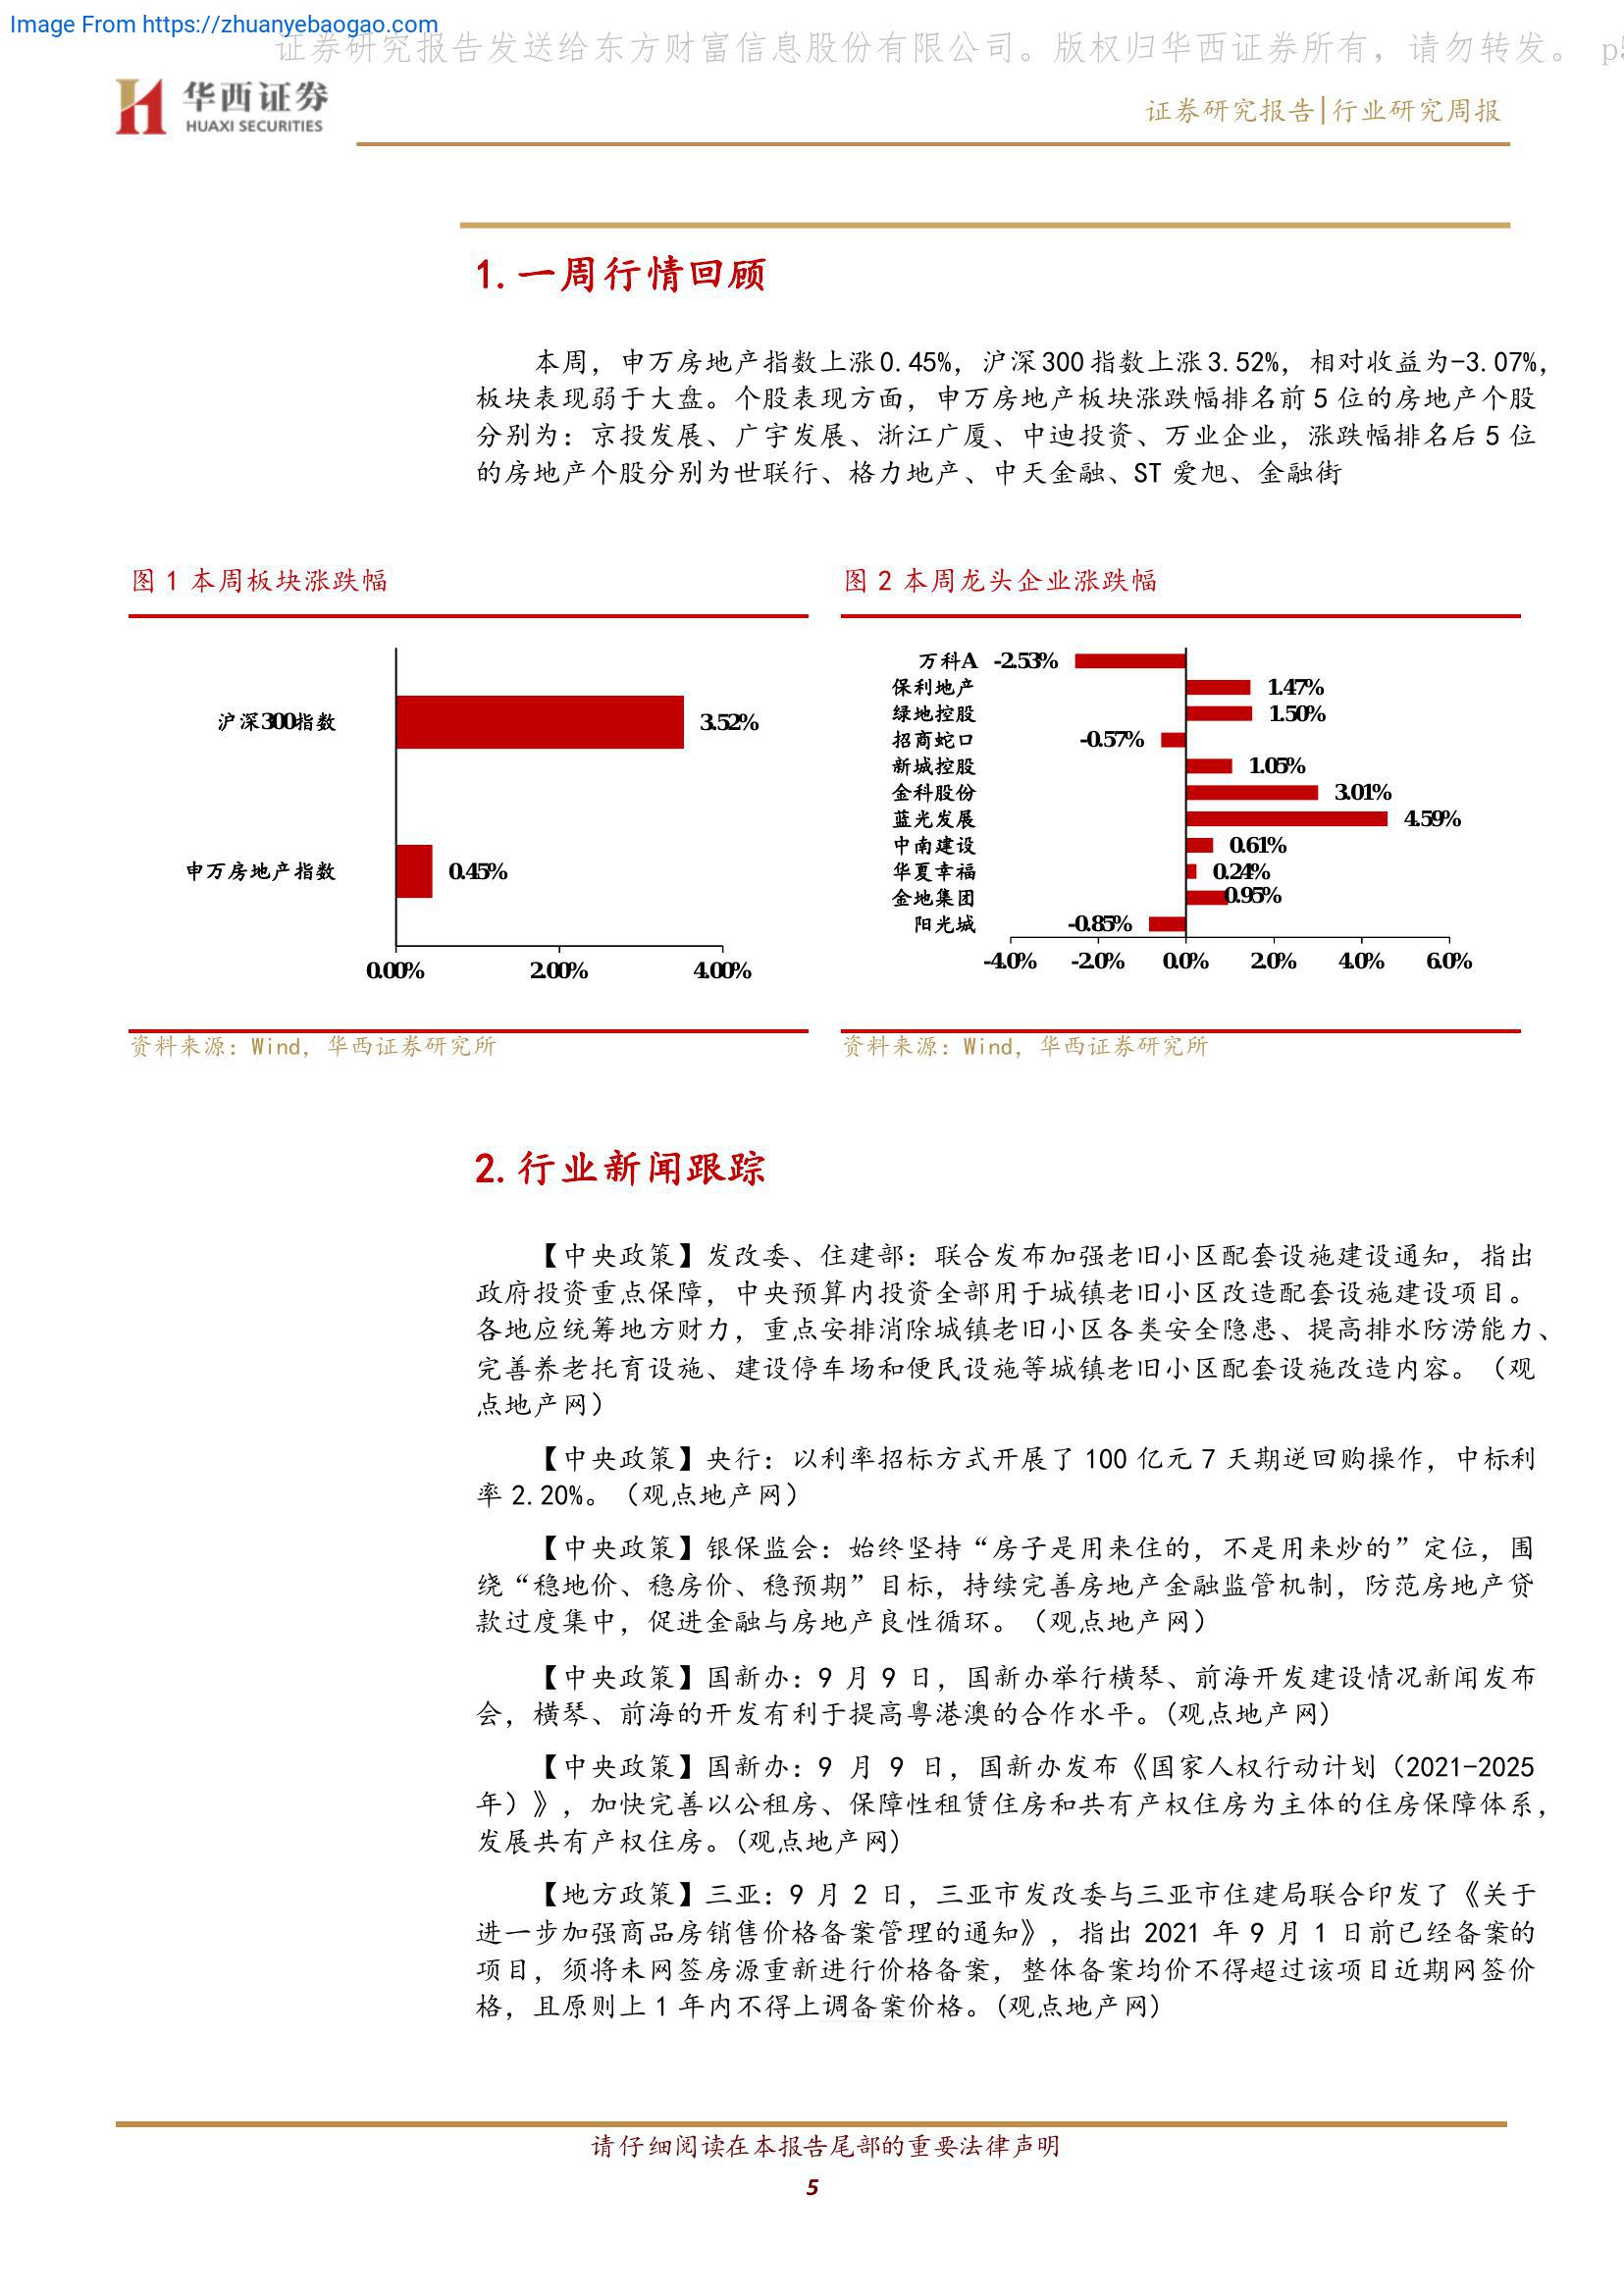 Image From https://zhuanyebaogao.com
证券研究报告发送给东方财富信息股份有限公司。版权归华西证券所有，请勿转发。 p5
华西证券
HUAXI SECURITIES
证券研究报告|行业研究周报
1.一周行情回顾
本周，申万房地产指数上涨0.45%，沪深300指数上涨3.52%，相对收益为-3.07%，
板块表现弱于大盘。个股表现方面，申万房地产板块涨跌幅排名前 5 位的房地产个股
分别为：京投发展、广宇发展、浙江广厦、中迪投资、万业企业，涨跌幅排名后 5 位
的房地产个股分别为世联行、格力地产、中天金融、ST 爱旭、金融街
图 1 本周板块涨跌幅
沪深300指数
3.52%
申万房地产指数
0.45%
0.00% 2.00% 4.00%
资料来源：Wind，华西证券研究所
图 2 本周龙头企业涨跌幅
万科A -2.53%
保利地产 1.47%
绿地控股 1.50%
招商蛇口 -0.57%
新城控股 1.05%
金科股份 3.01%
蓝光发展 4.59%
中南建设 0.61%
华夏幸福 0.24%
金地集团 0.95%
阳光城 -0.85%
-4.0% -2.0% 0.0% 2.0% 4.0% 6.0%
资料来源：Wind，华西证券研究所
2.行业新闻跟踪
【中央政策】发改委、住建部：联合发布加强老旧小区配套设施建设通知，指出
政府投资重点保障，中央预算内投资全部用于城镇老旧小区改造配套设施建设项目。
各地应统筹地方财力，重点安排消除城镇老旧小区各类安全隐患、提高排水防涝能力、
完善养老托育设施、建设停车场和便民设施等城镇老旧小区配套设施改造内容。（观
点地产网）
【中央政策】央行：以利率招标方式开展了 100 亿元 7 天期逆回购操作，中标利
率 2.20%。（观点地产网）
【中央政策】银保监会：始终坚持“房子是用来住的，不是用来炒的”定位，围
绕“稳地价、稳房价、稳预期”目标，持续完善房地产金融监管机制，防范房地产贷
款过度集中，促进金融与房地产良性循环。（观点地产网）
【中央政策】国新办：9 月 9 日，国新办举行横琴、前海开发建设情况新闻发布
会，横琴、前海的开发有利于提高粤港澳的合作水平。(观点地产网)
【中央政策】国新办：9 月 9 日，国新办发布《国家人权行动计划（2021-2025
年）》，加快完善以公租房、保障性租赁住房和共有产权住房为主体的住房保障体系，
发展共有产权住房。(观点地产网)
【地方政策】三亚：9 月 2 日，三亚市发改委与三亚市住建局联合印发了《关于
进一步加强商品房销售价格备案管理的通知》，指出 2021 年 9 月 1 日前已经备案的
项目，须将未网签房源重新进行价格备案，整体备案均价不得超过该项目近期网签价
格，且原则上 1 年内不得上调备案价格。(观点地产网)
请仔细阅读在本报告尾部的重要法律声明
5